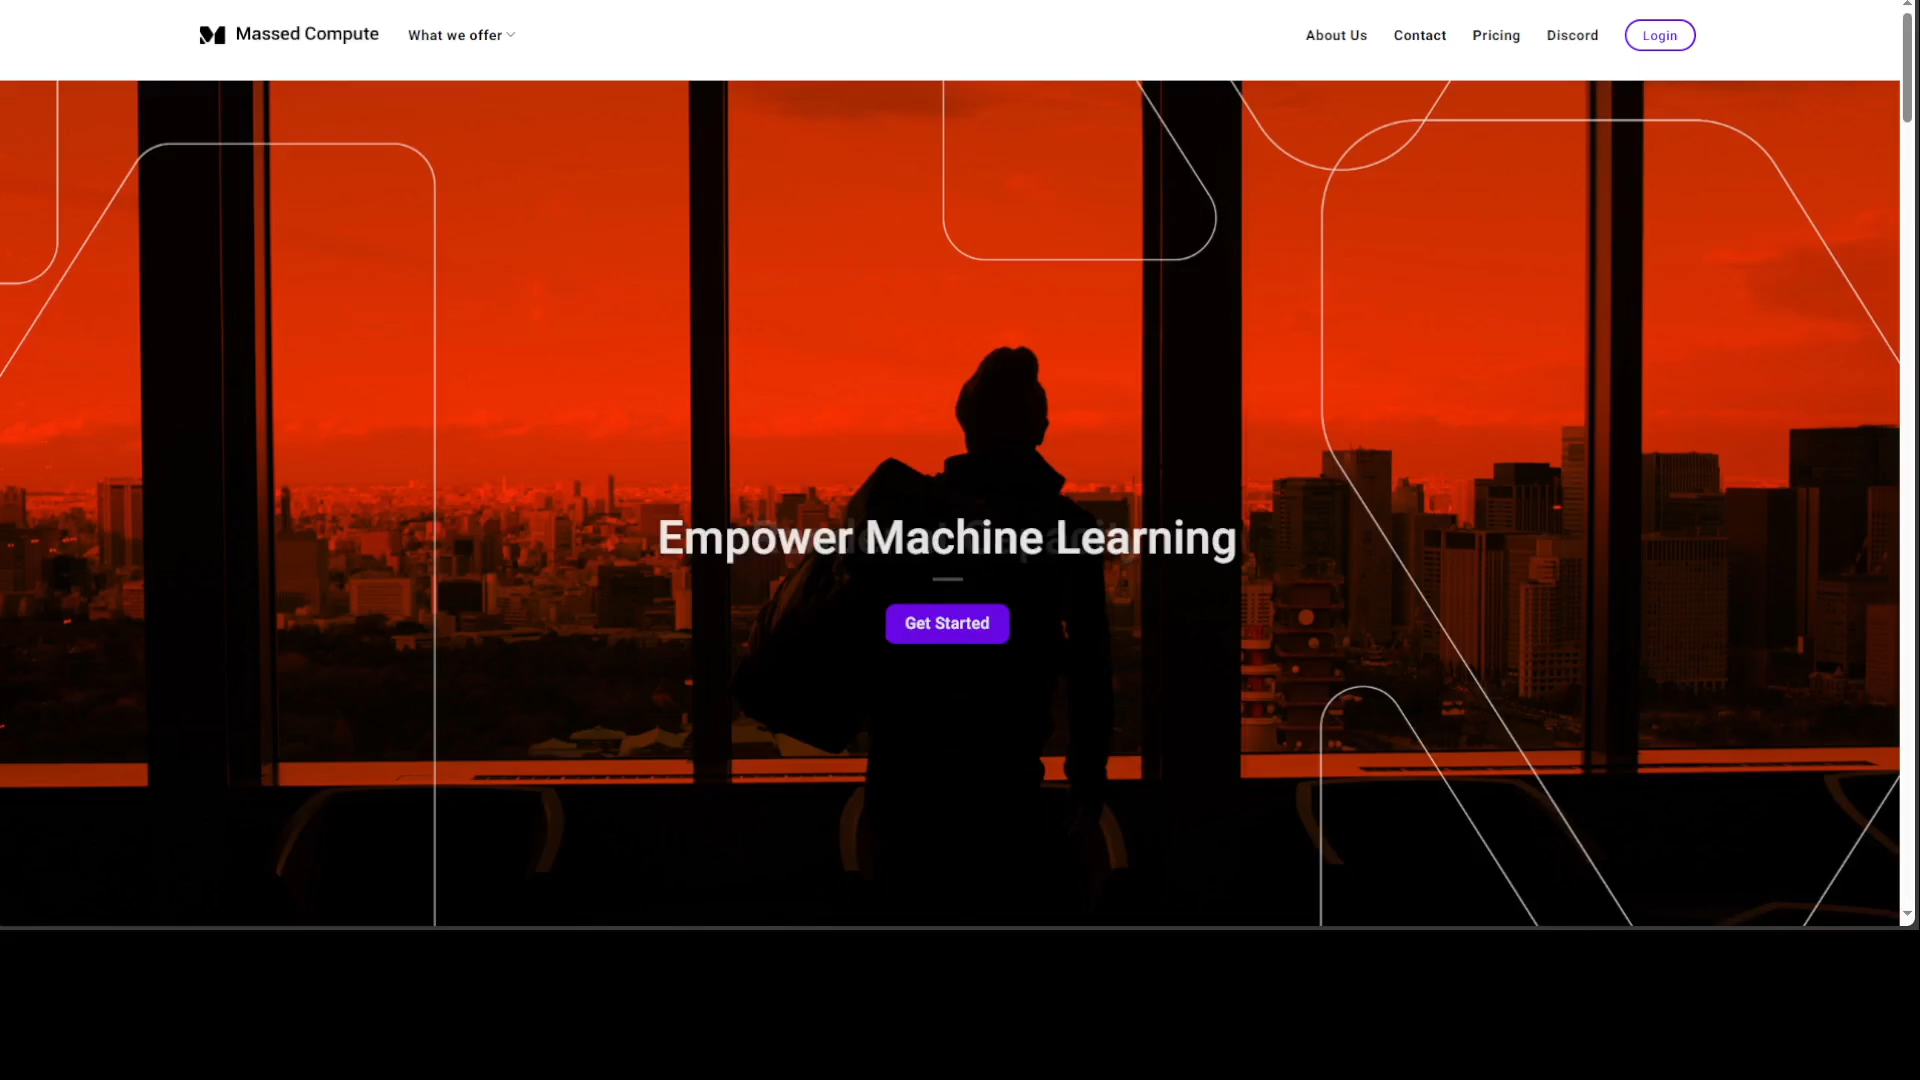 Massed Compute
What we offer
About Us
Contact
Pricing
Discord
Login
Empower Machine Learning
Get Started